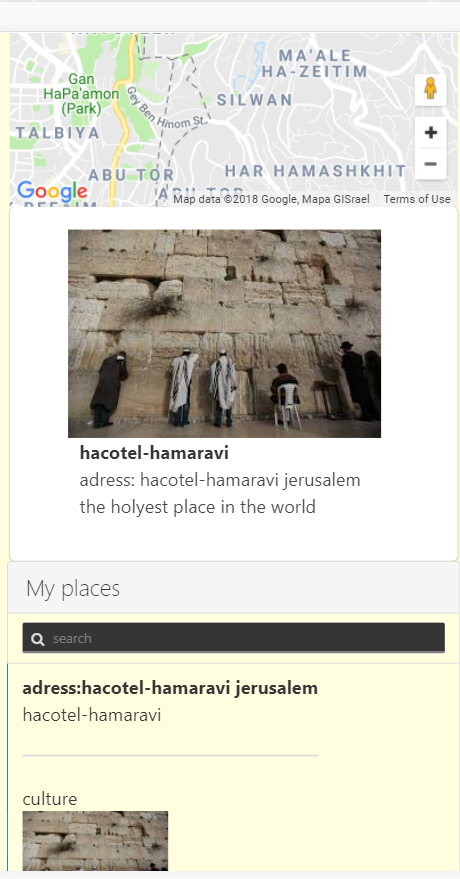 MA'ALE
HA-ZEITIM
Gan
HaPa'amon
(Park)
Gey Ben Hinom St.
SILWAN
TALBIYA
ABU TOR
HAR HAMASHKHIT
ABU TOR
Google
Map data ©2018 Google, Mapa GISrael Terms of Use
hacotel-hamaravi
adress: hacotel-hamaravi jerusalem
the holyest place in the world
My places
search
adress:hacotel-hamaravi jerusalem
hacotel-hamaravi
culture